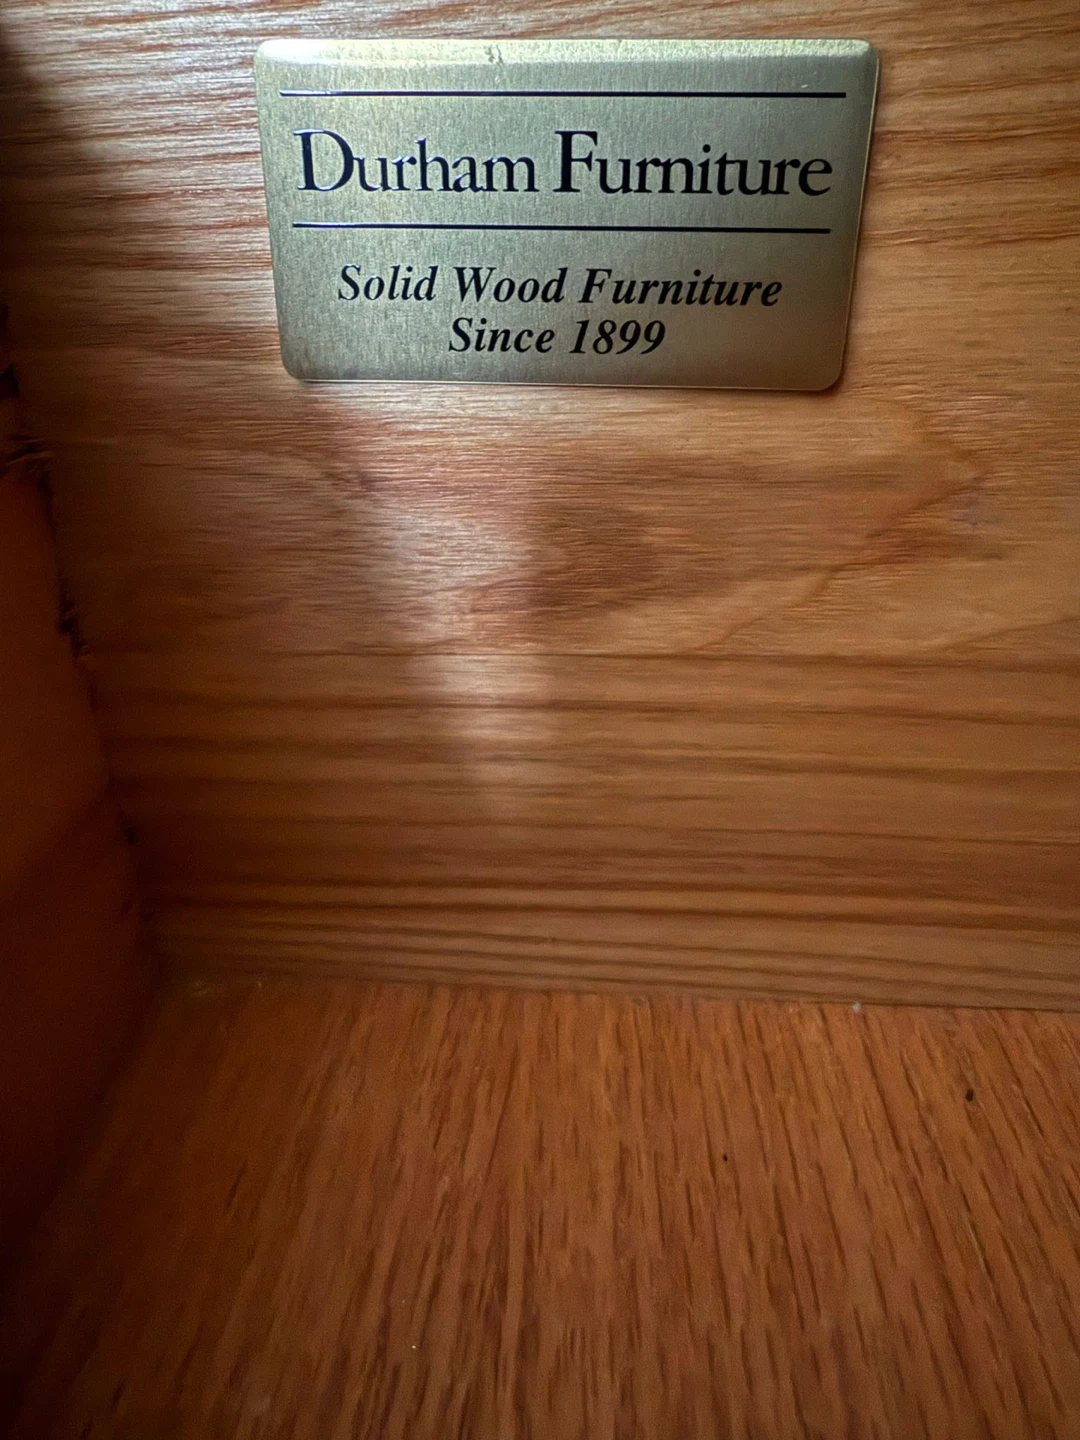 Durham Furniture
Solid Wood Furniture
Since 1899